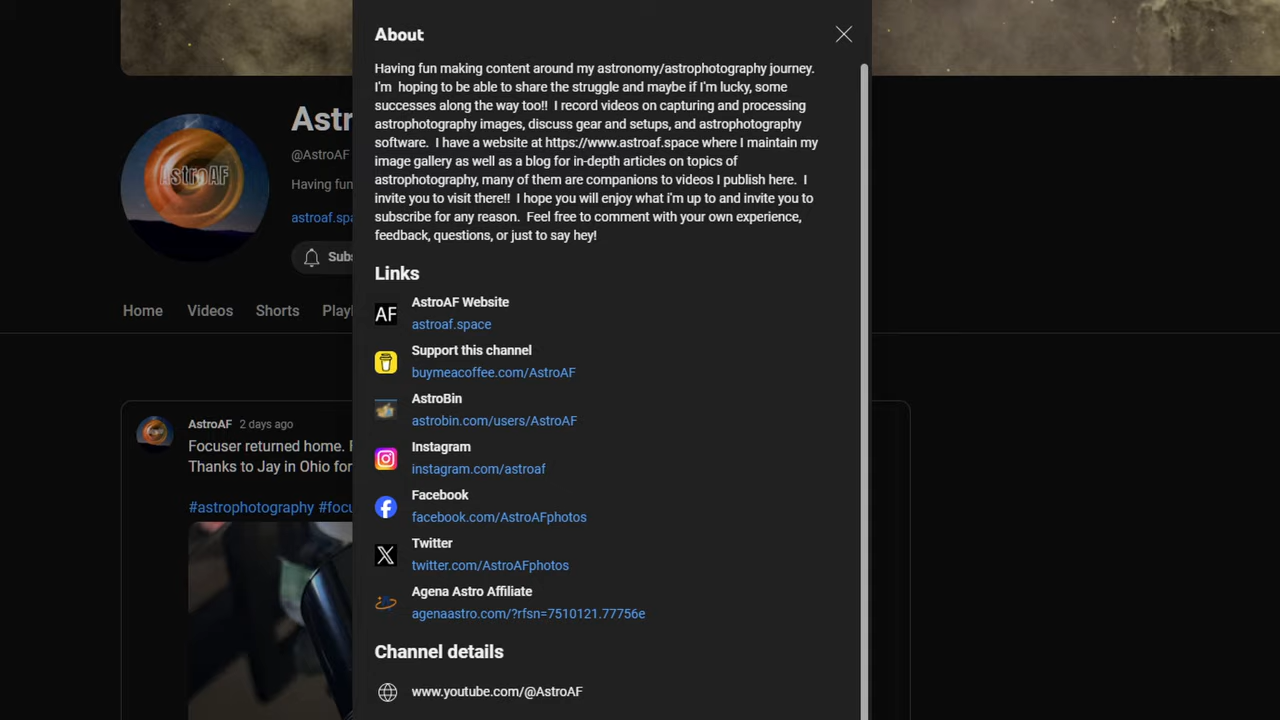 About
Having fun making content around my astronomy/astrophotography journey.
I'm hoping to be able to share the struggle and maybe if I'm lucky, some
successes along the way too!! I record videos on capturing and processing
astrophotography images, discuss gear and setups, and astrophotography
software. I have a website at https://www.astroaf.space where I maintain my
image gallery as well as a blog for in-depth articles on topics of
astrophotography, many of them are companions to videos I publish here. I
invite you to visit there!! I hope you will enjoy what i'm up to and invite you to
subscribe for any reason. Feel free to comment with your own experience,
feedback, questions, or just to say hey!
Links
AF
AstroAF Website
astroaf.space
Support this channel
buymeacoffee.com/AstroAF
AstroBin
astrobin.com/users/AstroAF
Instagram
instagram.com/astroaf
Facebook
facebook.com/AstroAFphotos
Twitter
twitter.com/AstroAFphotos
Agena Astro Affiliate
agenaastro.com/?rfsn=7510121.77756e
Channel details
www.youtube.com/@AstroAF
AstroAF
Astr
@AstroAF
Having fun
astroaf.spa
Subs
Home Videos Shorts Playl
AstroAF 2 days ago
Focuser returned home.
Thanks to Jay in Ohio for
#astrophotography #focu